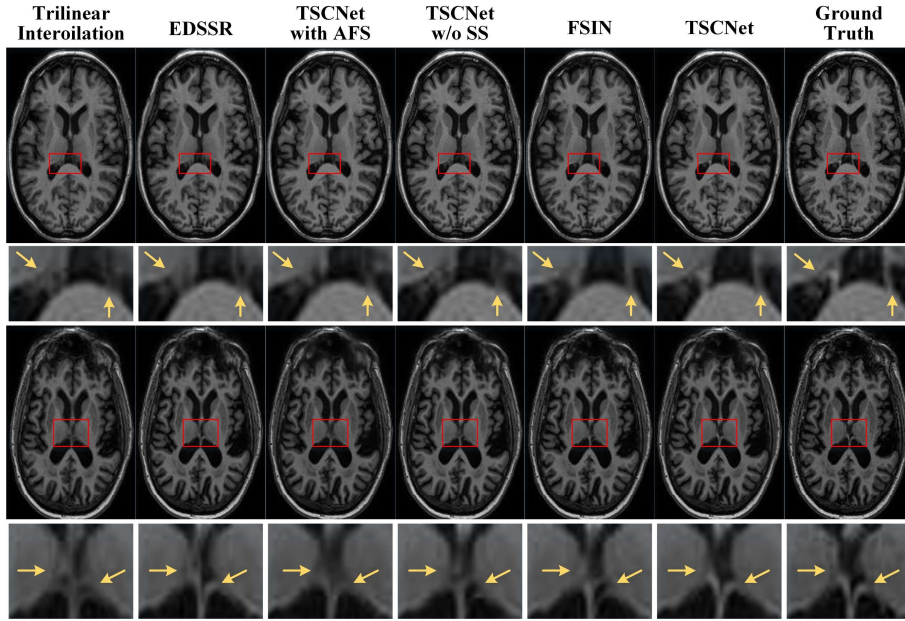 Trilinear
Interoilation
EDSSR
TSCNet
with AFS
TSCNet
w/o SS
FSIN
TSCNet
Ground
Truth